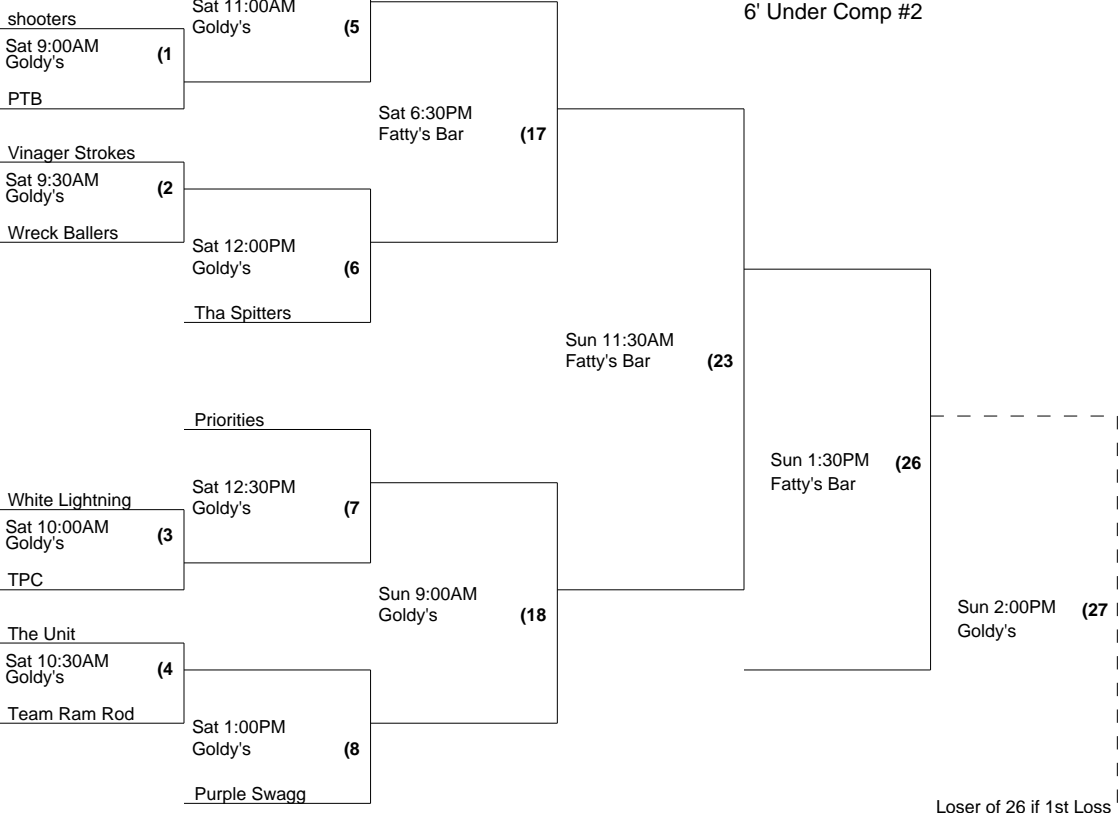 Sat 11:00AM
6' Under Comp #2
shooters
Goldy's (5
Sat 9:00AM
Goldy's (1
PTB
Sat 6:30PM
Fatty's Bar (17
Vinager Strokes
Sat 9:30AM
Goldy's (2
Wreck Ballers
Sat 12:00PM
Goldy's (6
Tha Spitters
Sun 11:30AM
Fatty's Bar (23
Priorities
Sun 1:30PM (26
Fatty's Bar
White Lightning
Sat 12:30PM
Goldy's (7
Sat 10:00AM
Goldy's (3
TPC
Sun 9:00AM
Goldy's (18
Sun 2:00PM (27
Goldy's
The Unit
Sat 10:30AM
Goldy's (4
Team Ram Rod
Sat 1:00PM
Goldy's (8
Purple Swagg
Loser of 26 if 1st Loss